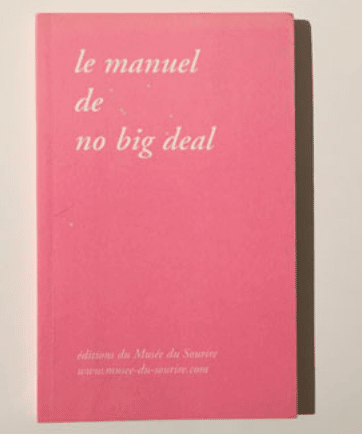 le manuel
de
no big deal
éditions du Musée du Sourire
www.musee-du-sourire.com